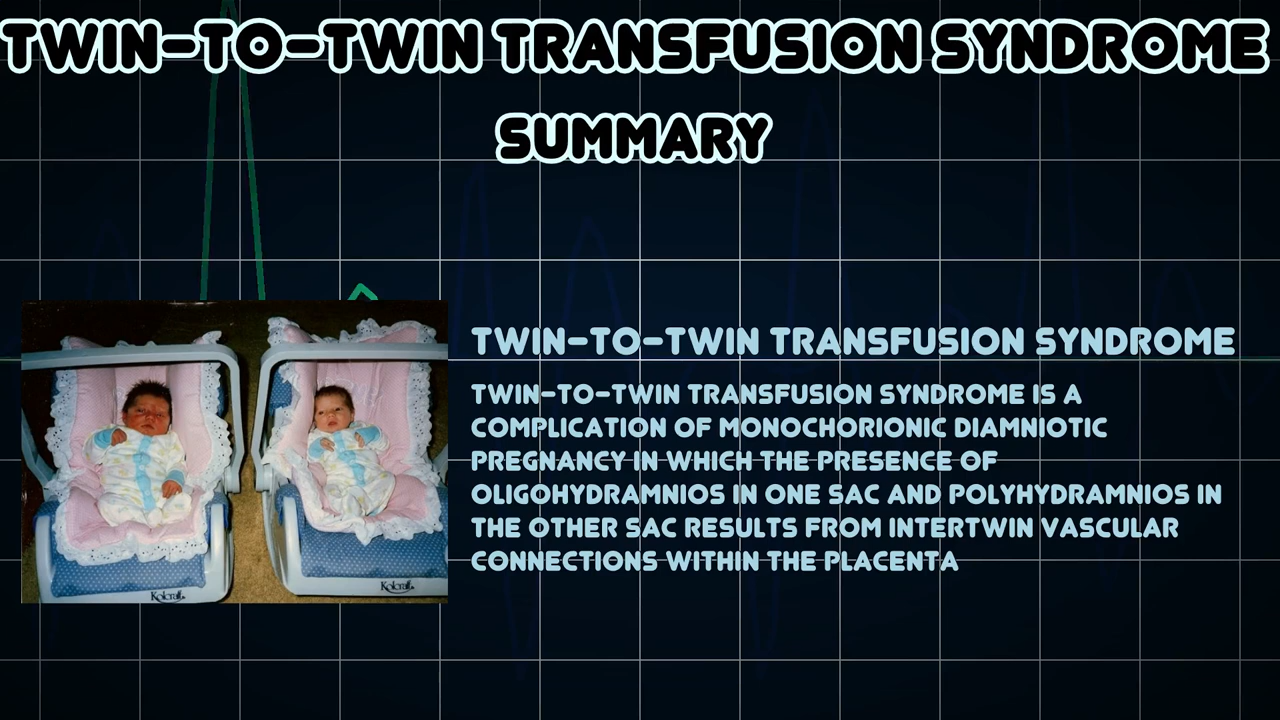 TWIN-TO-TWIN TRANSFUSION SYNDROME
SUMMARY
TWIN-TO-TWIN TRANSFUSION SYNDROME
TWIN-TO-TWIN TRANSFUSION SYNDROME IS A
COMPLICATION OF MONOCHORIONIC DIAMNIOTIC
PREGNANCY IN WHICH THE PRESENCE OF
OLIGOHYDRAMNIOS IN ONE SAC AND POLYHYDRAMNIOS IN
THE OTHER SAC RESULTS FROM INTERTWIN VASCULAR
CONNECTIONS WITHIN THE PLACENTA
Kolcraft
Kolcraft